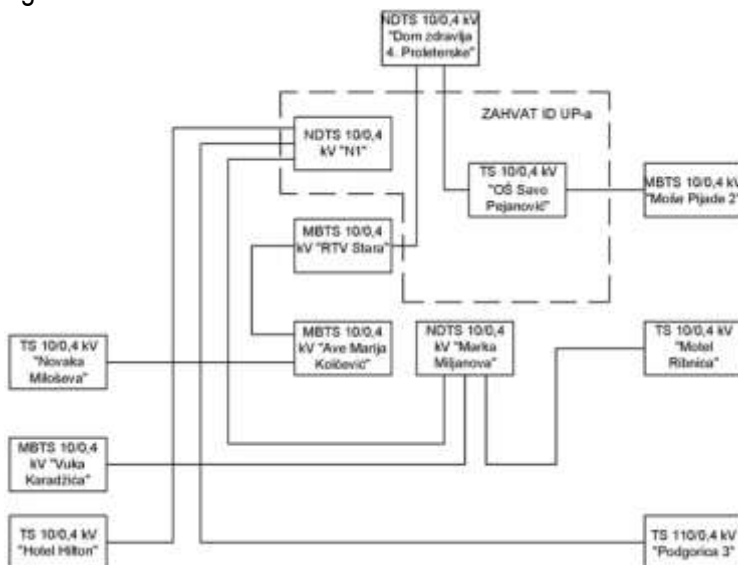 NDTS 10/0,4 kV
"Dom zdravlja
4. Proleterske"
ZAHVAT ID UP-a
NDTS 10/0,4
kV "N1"
TS 10/0,4 kV
"OŠ Savo
Pejanović"
MBTS 10/0,4 kV
"Moše Pijade 2"
MBTS 10/0,4
kV "RTV Stara"
TS 10/0,4 kV
"Novaka
Miloševa"
MBTS 10/0,4
kV "Ave Marija
Koičević"
NDTS 10/0,4
kV "Marka
Miljanova"
TS 10/0,4 kV
"Motel
Ribnica"
MBTS 10/0,4
kV "Vuka
Karadžića"
TS 10/0,4 kV
"Hotel Hilton"
TS 110/0,4 kV
"Podgorica 3"